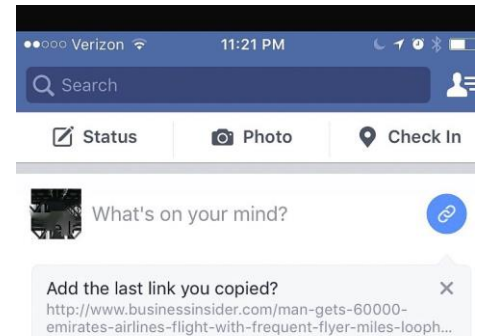 Verizon 11:21 PM
Search
Status Photo Check In
What's on your mind?
Add the last link you copied?
http://www.businessinsider.com/man-gets-60000-
emirates-airlines-flight-with-frequent-flyer-miles-looph...